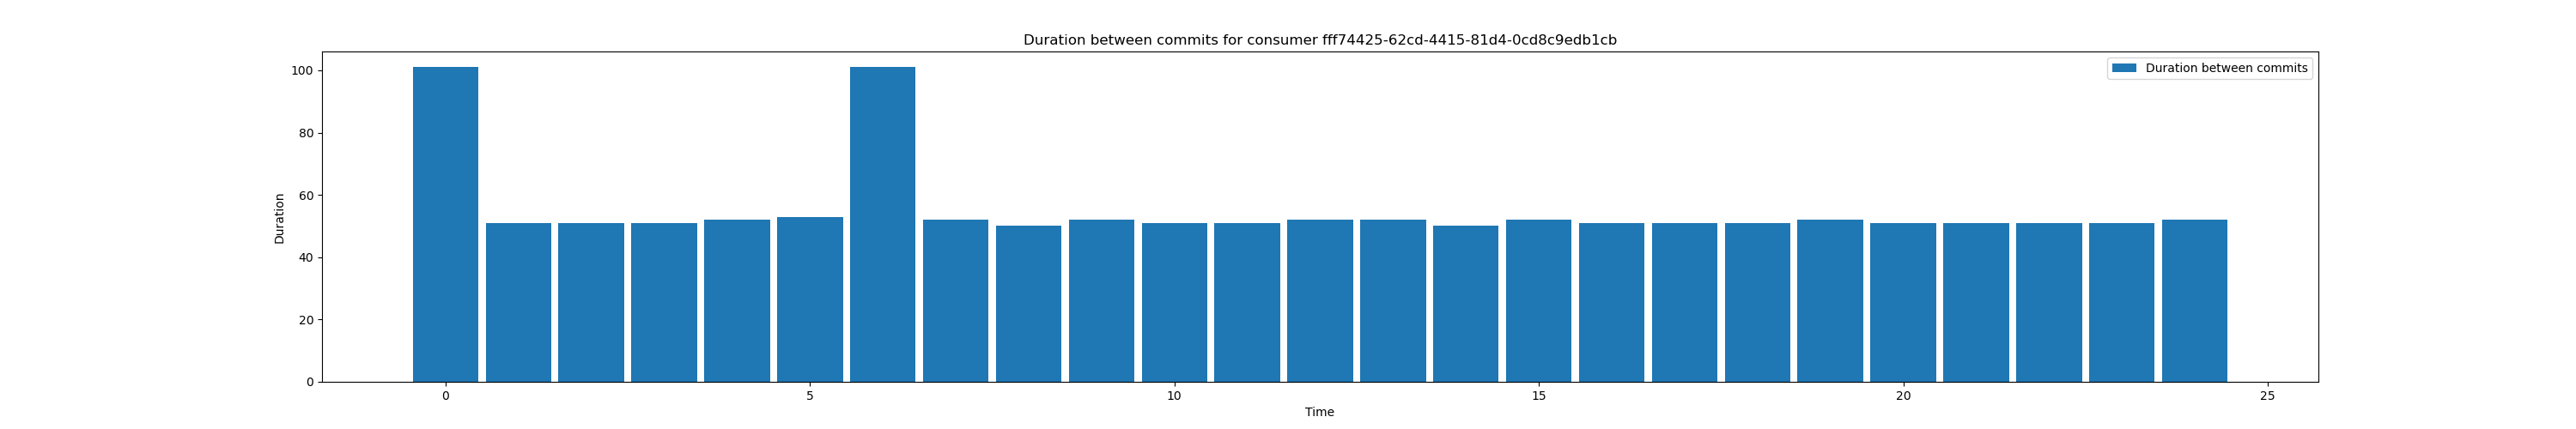 Duration between commits for consumer fff74425-62cd-4415-81d4-0cd8c9edb1cb
Duration between commits
100
80
60
40
20
0
Duration
0 5 10 15 20 25
Time